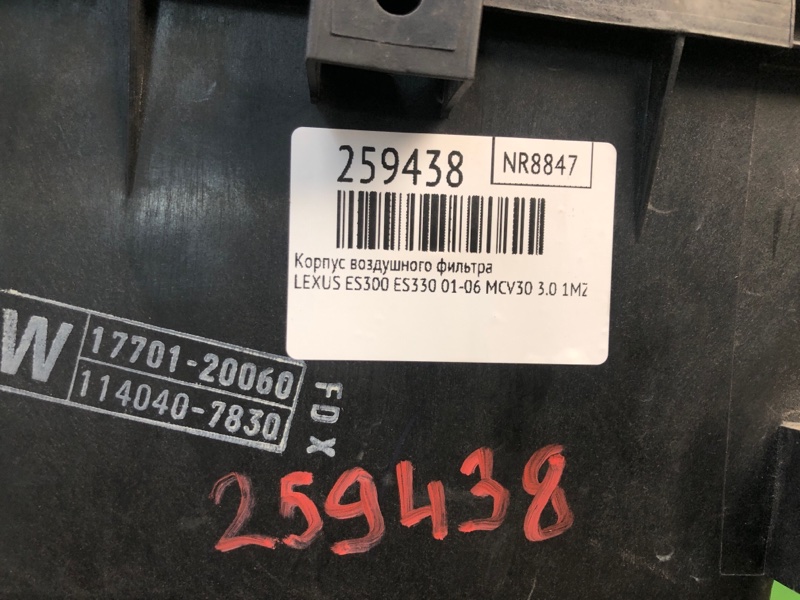 259438
NR8847
Корпус воздушного фильтра
LEXUS ES300 ES330 01-06 MCV30 3.0 1MZ
W
17701-20060
114040-7830
FDX
259438